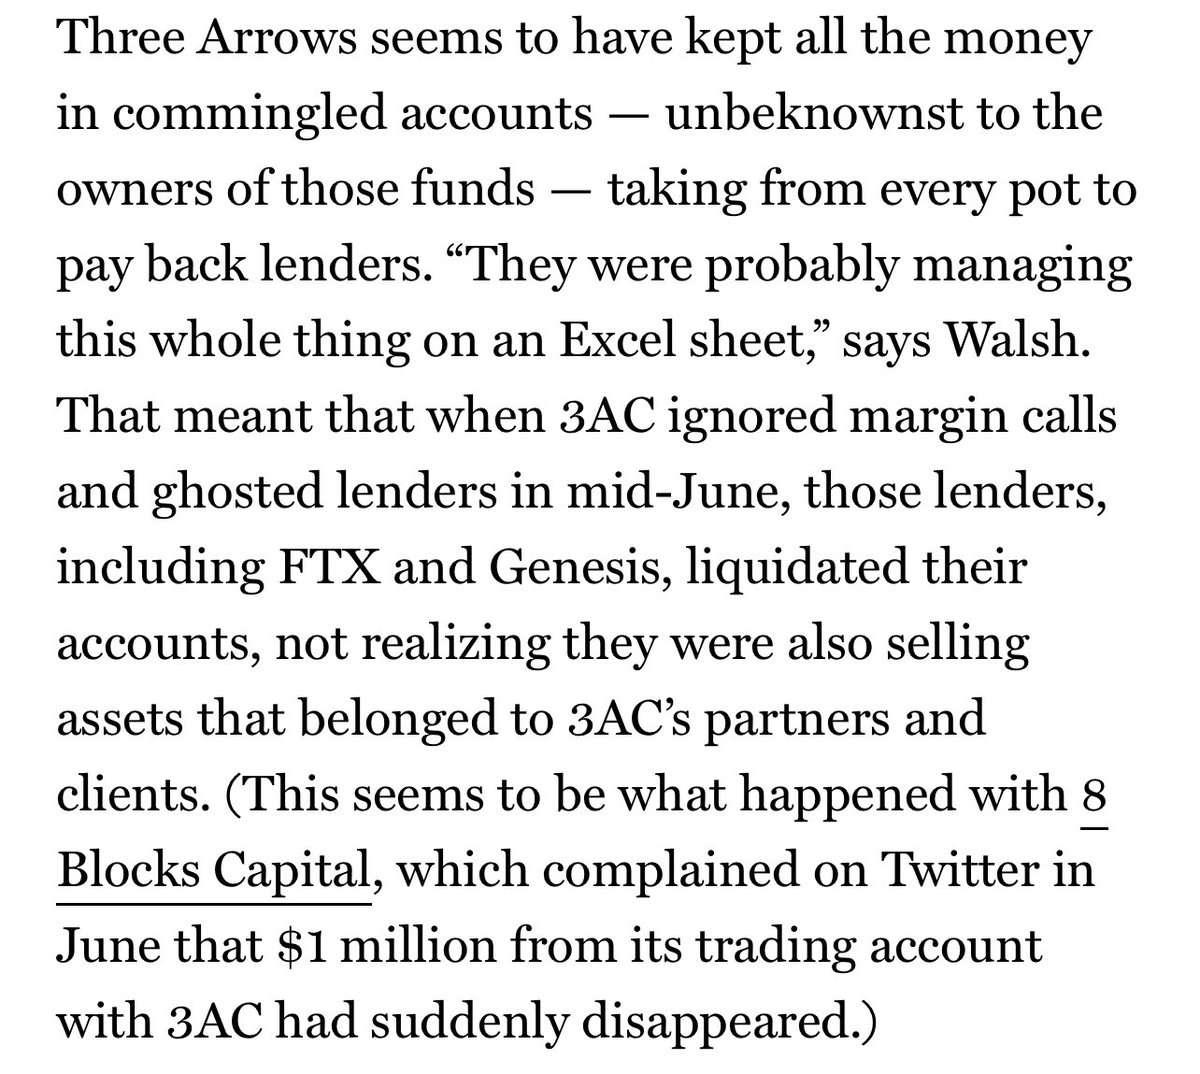 Three Arrows seems to have kept all the money
in commingled accounts — unbeknownst to the
owners of those funds — taking from every pot to
pay back lenders. “They were probably managing
this whole thing on an Excel sheet,” says Walsh.
That meant that when 3AC ignored margin calls
and ghosted lenders in mid-June, those lenders,
including FTX and Genesis, liquidated their
accounts, not realizing they were also selling
assets that belonged to 3AC’s partners and
clients. (This seems to be what happened with 8
Blocks Capital, which complained on Twitter in
June that $1 million from its trading account
with 3AC had suddenly disappeared.)